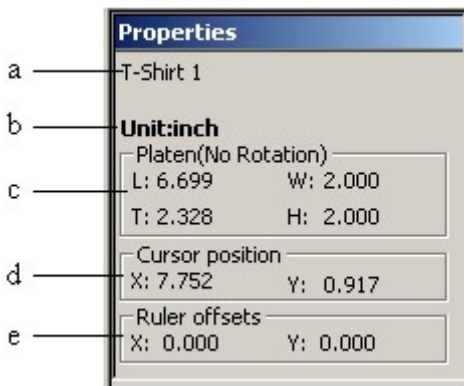 Properties
a T-Shirt 1
b Unit:inch
Platen(No Rotation)
c L: 6.699 W: 2.000
T: 2.328 H: 2.000
Cursor position
d X: 7.752 Y: 0.917
Ruler offsets
e X: 0.000 Y: 0.000